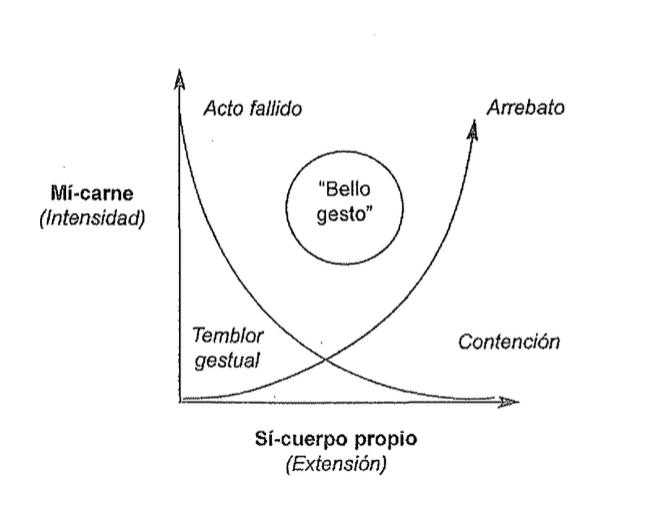 Acto fallido
Arrebato
"Bello
gesto"
Mí-carne
(Intensidad)
Temblor
gestual
Contención
Sí-cuerpo propio
(Extensión)